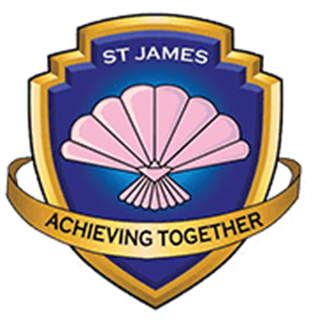 ST JAMES
ACHIEVING TOGETHER